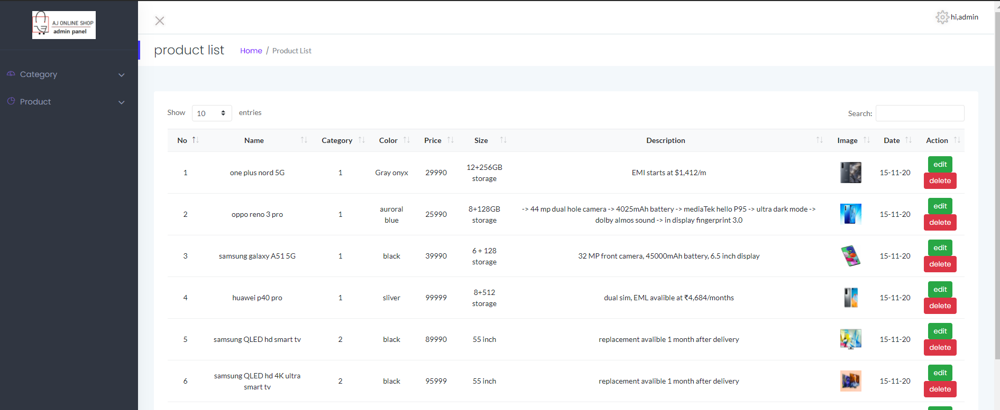 AJ ONLINE SHOP
admin panel
hi,admin
product list Home / Product List
Category
Product
Show 10 entries Search:
No Name Category Color Price Size Description Image Date Action
1 one plus nord 5G 1 Gray onyx 29990 12+256GB storage EMI starts at $1,412/m 15-11-20 edit delete
2 oppo reno 3 pro 1 auroral blue 25990 8+128GB storage -> 44 mp dual hole camera -> 4025mAh battery -> mediaTek hello P95 -> ultra dark mode -> dolby almos sound -> in display fingerprint 3.0 15-11-20 edit delete
3 samsung galaxy A51 5G 1 black 39990 6 + 128 storage 32 MP front camera, 45000mAh battery, 6.5 inch display 15-11-20 edit delete
4 huawei p40 pro 1 sliver 99999 8+512 storage dual sim, EML avalible at ₹4,684/months 15-11-20 edit delete
5 samsung QLED hd smart tv 2 black 89990 55 inch replacement avalible 1 month after delivery 15-11-20 edit delete
6 samsung QLED hd 4K ultra smart tv 2 black 95999 55 inch replacement avalible 1 month after delivery 15-11-20 edit delete